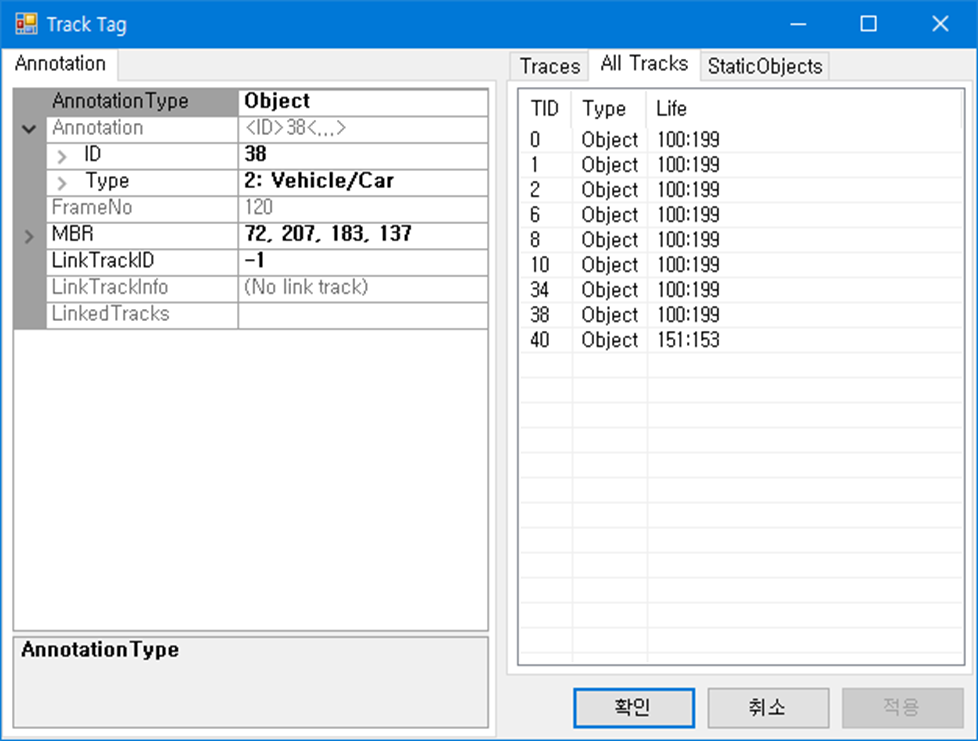 Track Tag
Annotation
AnnotationType Object
Annotation <ID>38<...>
ID 38
Type 2: Vehicle/Car
FrameNo 120
MBR 72, 207, 183, 137
LinkTrackID -1
LinkTrackInfo (No link track)
LinkedTracks
AnnotationType
Traces All Tracks StaticObjects
TID Type Life
0 Object 100:199
1 Object 100:199
2 Object 100:199
6 Object 100:199
8 Object 100:199
10 Object 100:199
34 Object 100:199
38 Object 100:199
40 Object 151:153
확인 취소 적용